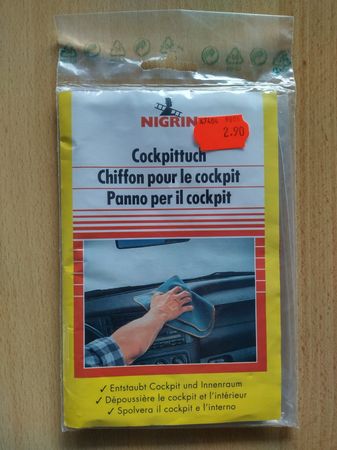 NIGRIN
2.90
Cockpittuch
Chiffon pour le cockpit
Panno per il cockpit
✓ Entstaubt Cockpit und Innenraum
✓ Dépoussière le cockpit et l'intérieur
✓ Spolvera il cockpit e l'interno